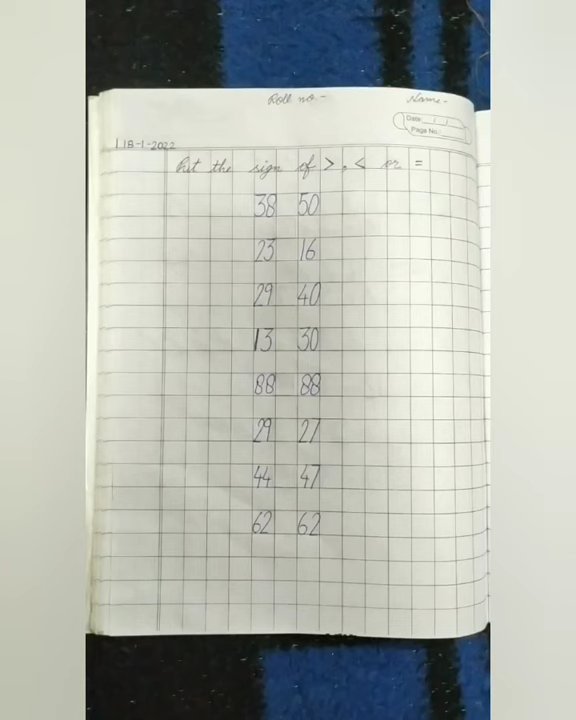 Roll no.- Name-
Date
Page No.:
18-1-2022
Put the sign of >, < or =
38 50
23 16
29 40
13 30
88 88
29 27
44 47
62 62